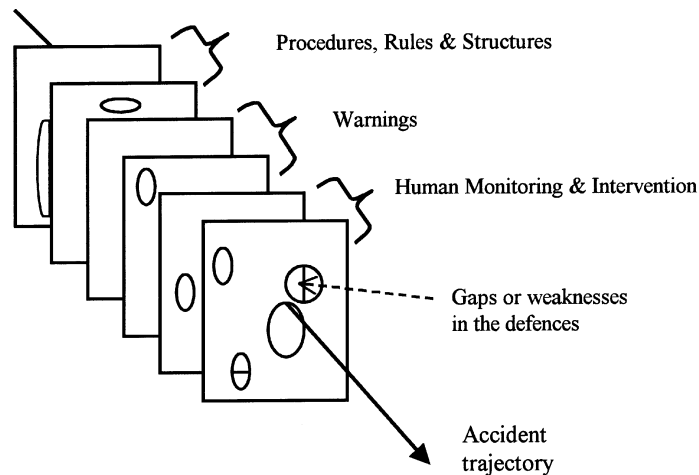 Procedures, Rules & Structures
Warnings
Human Monitoring & Intervention
Gaps or weaknesses
in the defences
Accident
trajectory